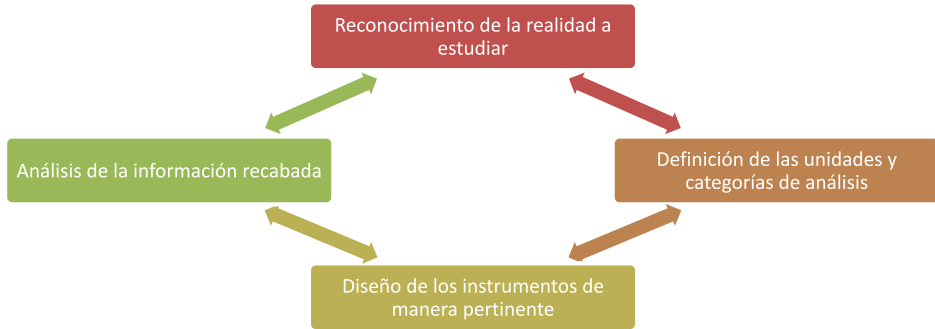 Reconocimiento de la realidad a
estudiar
Análisis de la información recabada
Definición de las unidades y
categorías de análisis
Diseño de los instrumentos de
manera pertinente